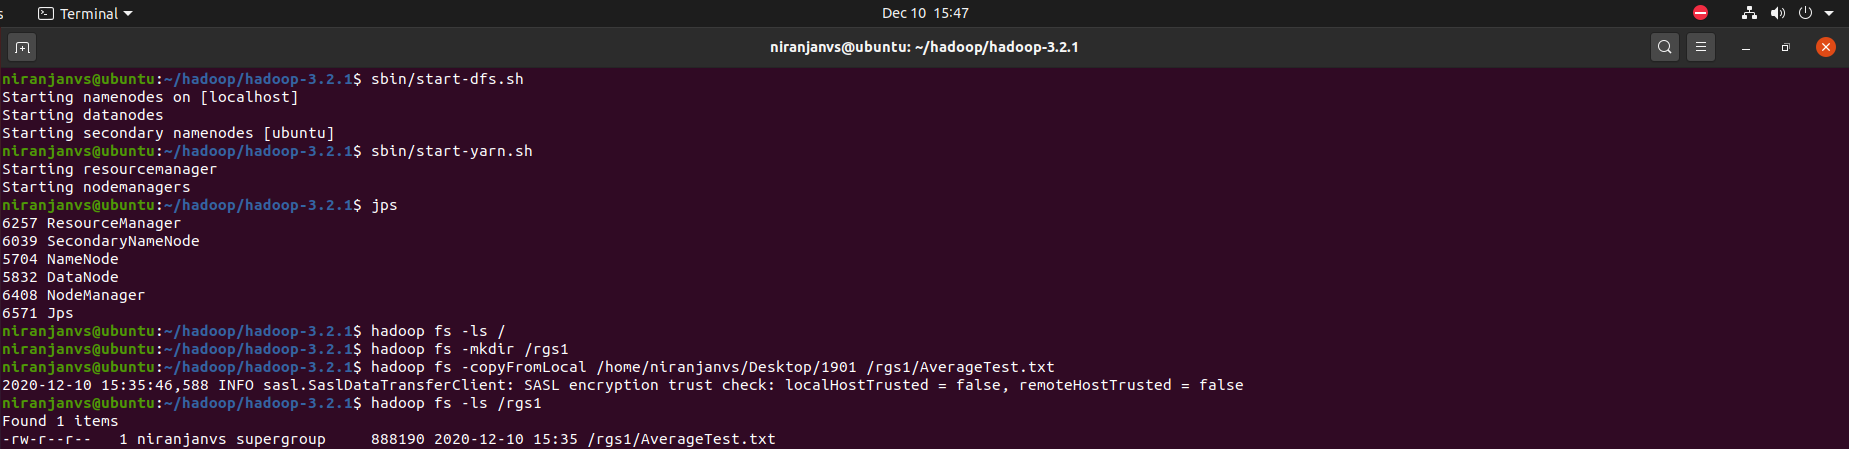 s Terminal Dec 10 15:47
niranjanvs@ubuntu: ~/hadoop/hadoop-3.2.1
niranjanvs@ubuntu:~/hadoop/hadoop-3.2.1$ sbin/start-dfs.sh
Starting namenodes on [localhost]
Starting datanodes
Starting secondary namenodes [ubuntu]
niranjanvs@ubuntu:~/hadoop/hadoop-3.2.1$ sbin/start-yarn.sh
Starting resourcemanager
Starting nodemanagers
niranjanvs@ubuntu:~/hadoop/hadoop-3.2.1$ jps
6257 ResourceManager
6039 SecondaryNameNode
5704 NameNode
5832 DataNode
6408 NodeManager
6571 Jps
niranjanvs@ubuntu:~/hadoop/hadoop-3.2.1$ hadoop fs -ls /
niranjanvs@ubuntu:~/hadoop/hadoop-3.2.1$ hadoop fs -mkdir /rgs1
niranjanvs@ubuntu:~/hadoop/hadoop-3.2.1$ hadoop fs -copyFromLocal /home/niranjanvs/Desktop/1901 /rgs1/AverageTest.txt
2020-12-10 15:35:46,588 INFO sasl.SaslDataTransferClient: SASL encryption trust check: localHostTrusted = false, remoteHostTrusted = false
niranjanvs@ubuntu:~/hadoop/hadoop-3.2.1$ hadoop fs -ls /rgs1
Found 1 items
-rw-r--r--   1 niranjanvs supergroup     888190 2020-12-10 15:35 /rgs1/AverageTest.txt